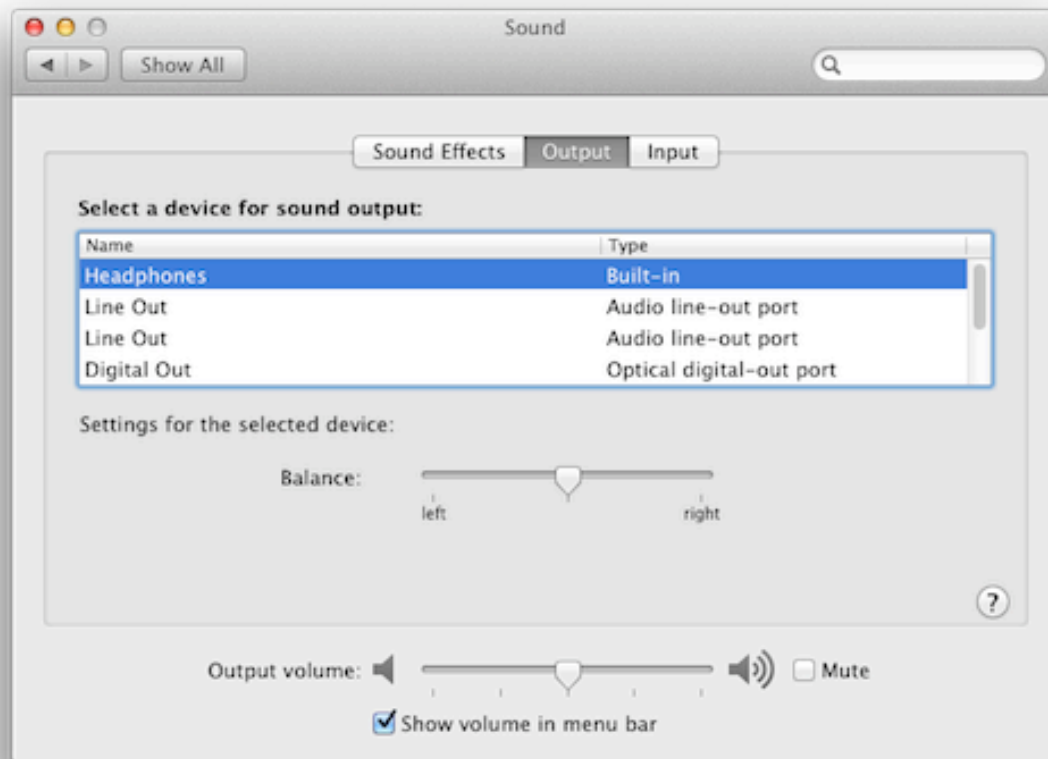 Sound
Show All
Sound Effects Output Input
Select a device for sound output:
Name Type
Headphones Built-in
Line Out Audio line-out port
Line Out Audio line-out port
Digital Out Optical digital-out port
Settings for the selected device:
Balance:
left right
?
Output volume: Mute
Show volume in menu bar